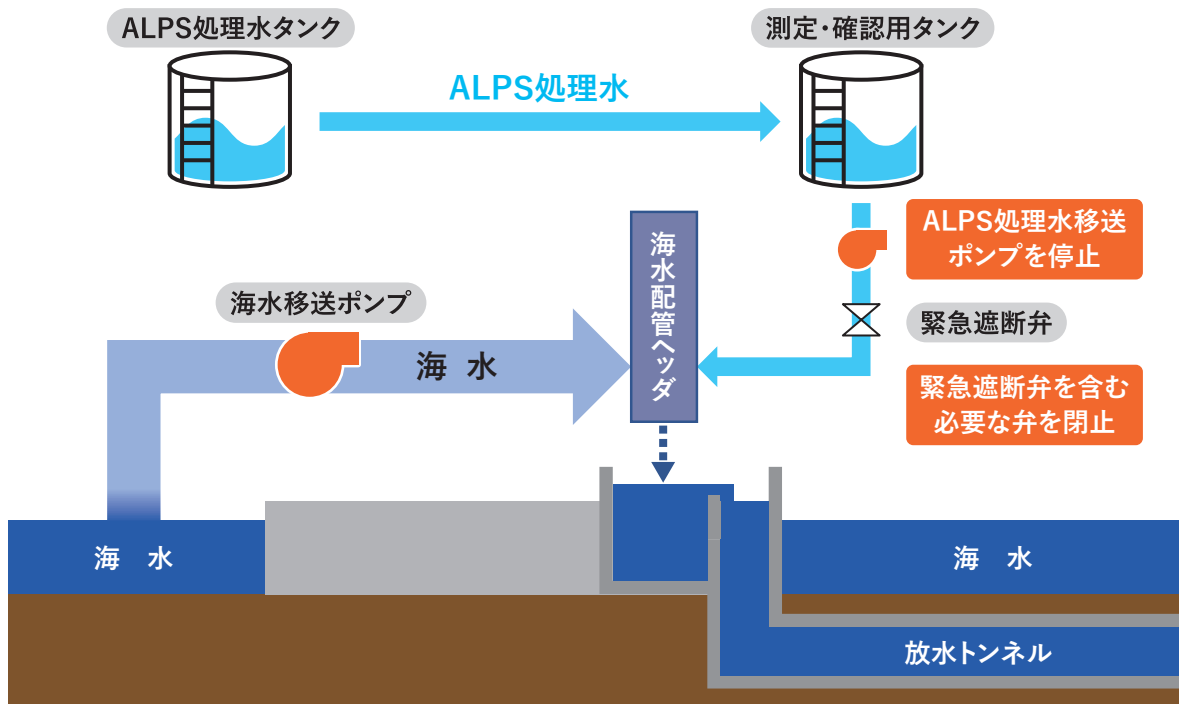 ALPS処理水タンク
測定・確認用タンク
ALPS処理水
ALPS処理水移送
ポンプを停止
海水移送ポンプ
海水配管ヘッダ
緊急遮断弁
海 水
緊急遮断弁を含む
必要な弁を閉止
海 水
海 水
放水トンネル